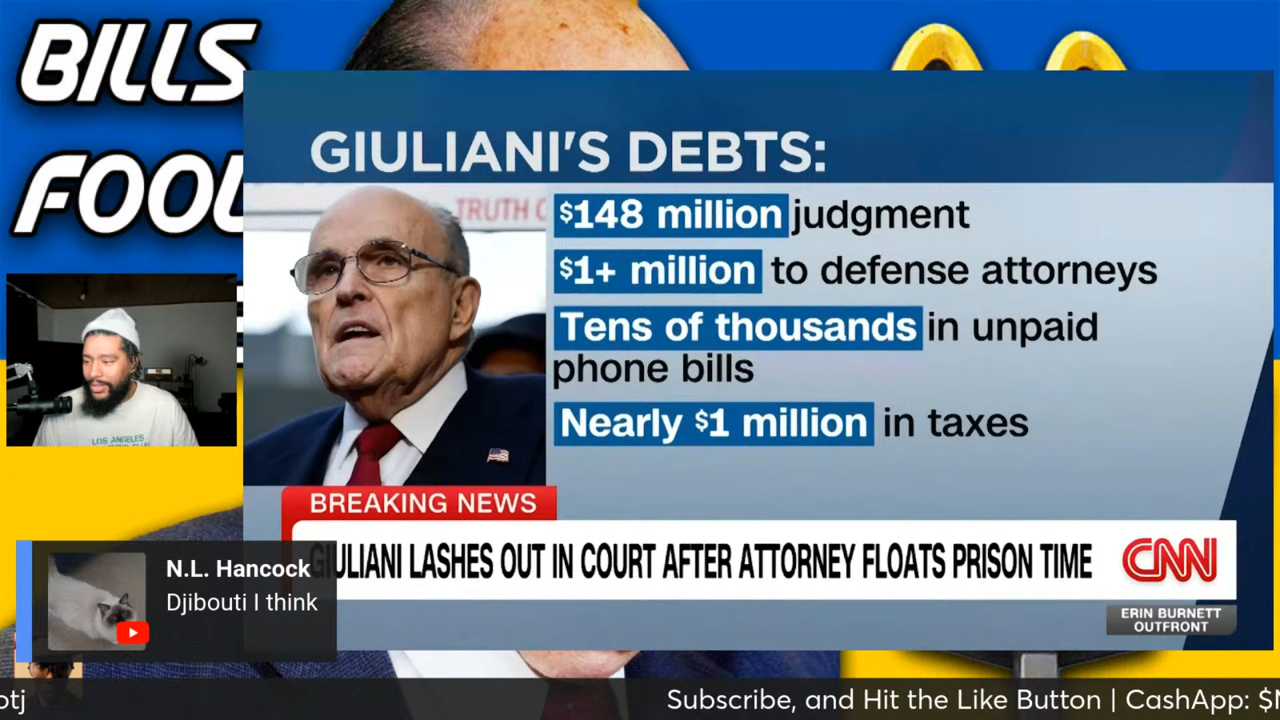 BILLS
FOOL
GIULIANI'S DEBTS:
TRUTH
$148 million judgment
$1+ million to defense attorneys
Tens of thousands in unpaid
phone bills
Nearly $1 million in taxes
LOS ANGELES
BREAKING NEWS
GIULIANI LASHES OUT IN COURT AFTER ATTORNEY FLOATS PRISON TIME
CNN
N.L. Hancock
Djibouti I think
ERIN BURNETT
OUTFRONT
otj Subscribe, and Hit the Like Button | CashApp: $